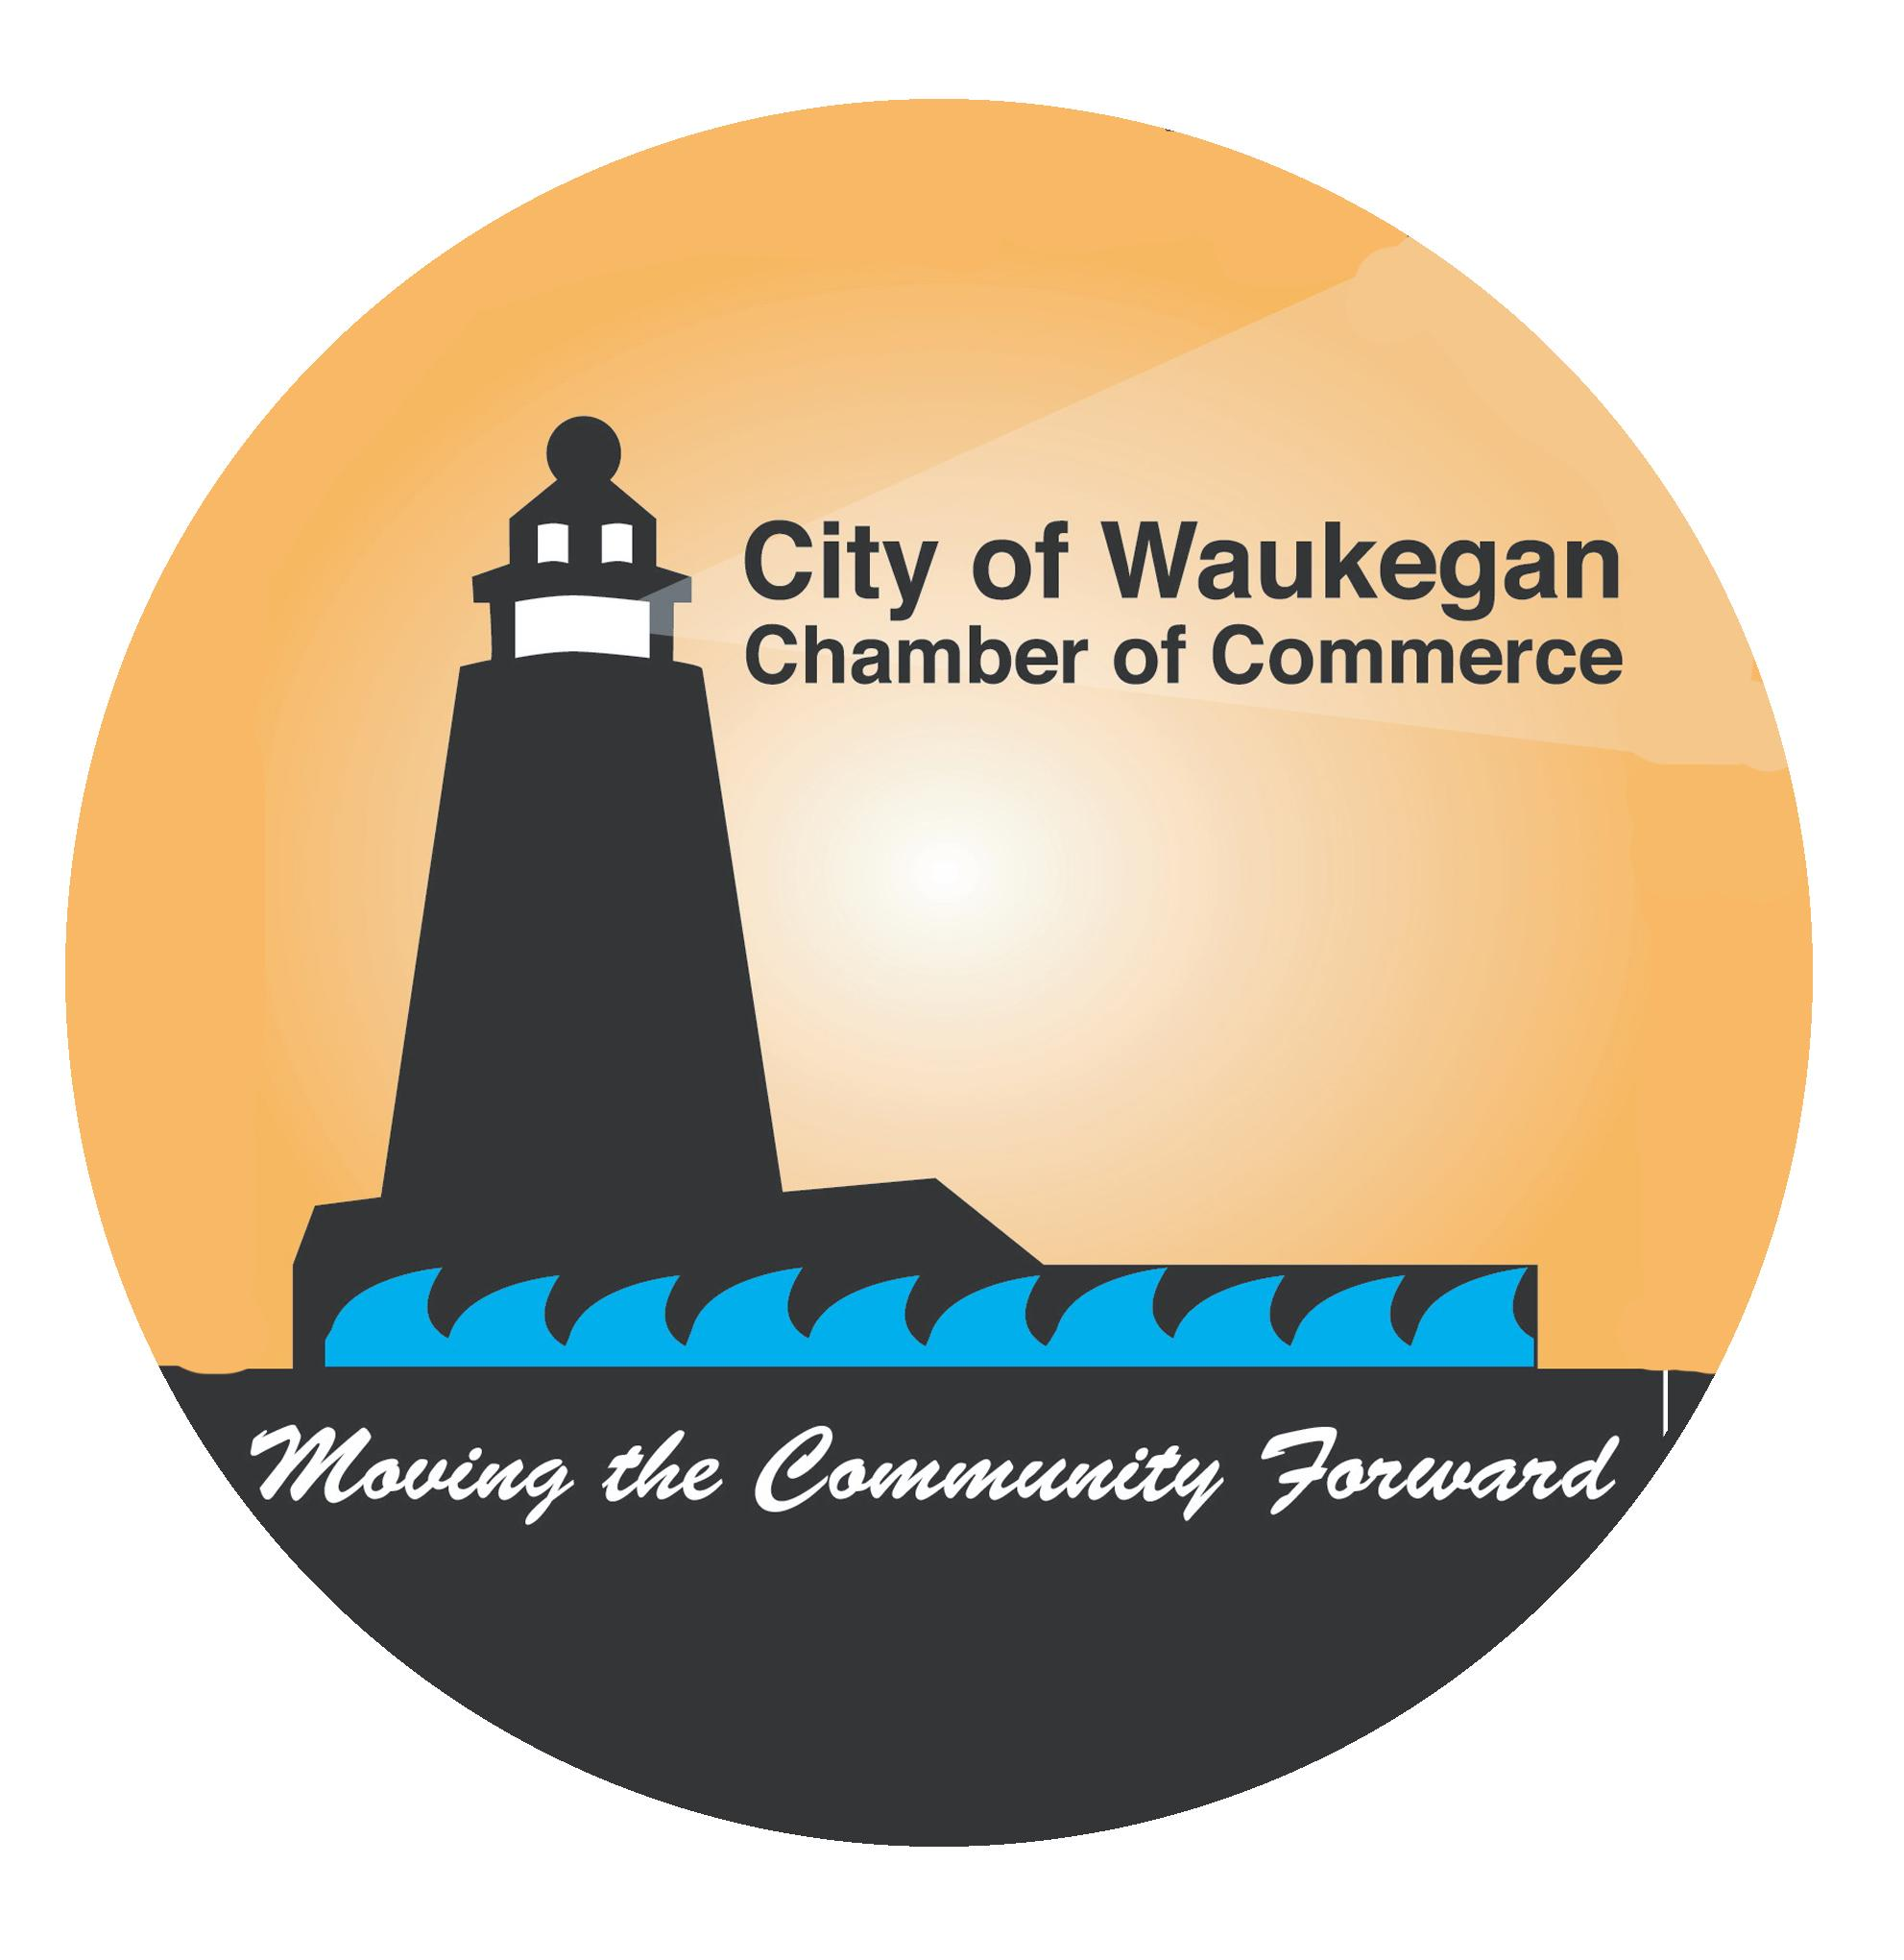 City of Waukegan
Chamber of Commerce
Moving the Community Forward